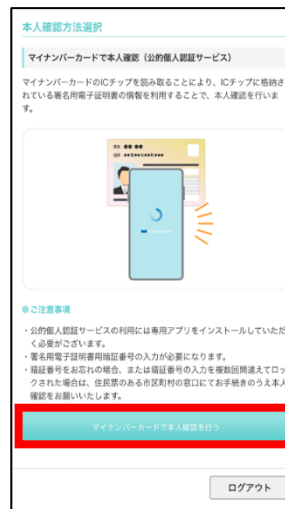 本人確認方法選択
マイナンバーカードで本人確認（公的個人認証サービス）
マイナンバーカードのICチップを読み取ることにより、ICチップに格納さ
れている署名用電子証明書の情報を利用することで、本人確認を行いま
す。
●ご注意事項
・公的個人認証サービスの利用には専用アプリをインストールしていただ
く必要がございます。
・署名用電子証明書用暗証番号の入力が必要になります。
・暗証番号をお忘れの場合、または暗証番号の入力を複数回間違えてロッ
クされた場合は、住民票のある市区町村の窓口にてお手続きのうえ本人
確認をお願いいたします。
マイナンバーカードで本人確認を行う
ログアウト